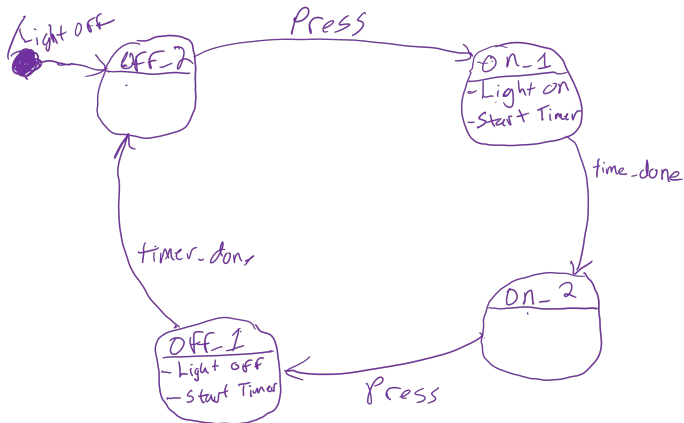 /Light off
Press
Off_2
On_1
- Light on
- Start Timer
time_done
timer_done
On_2
Off_1
- Light off
- Start Timer
Press